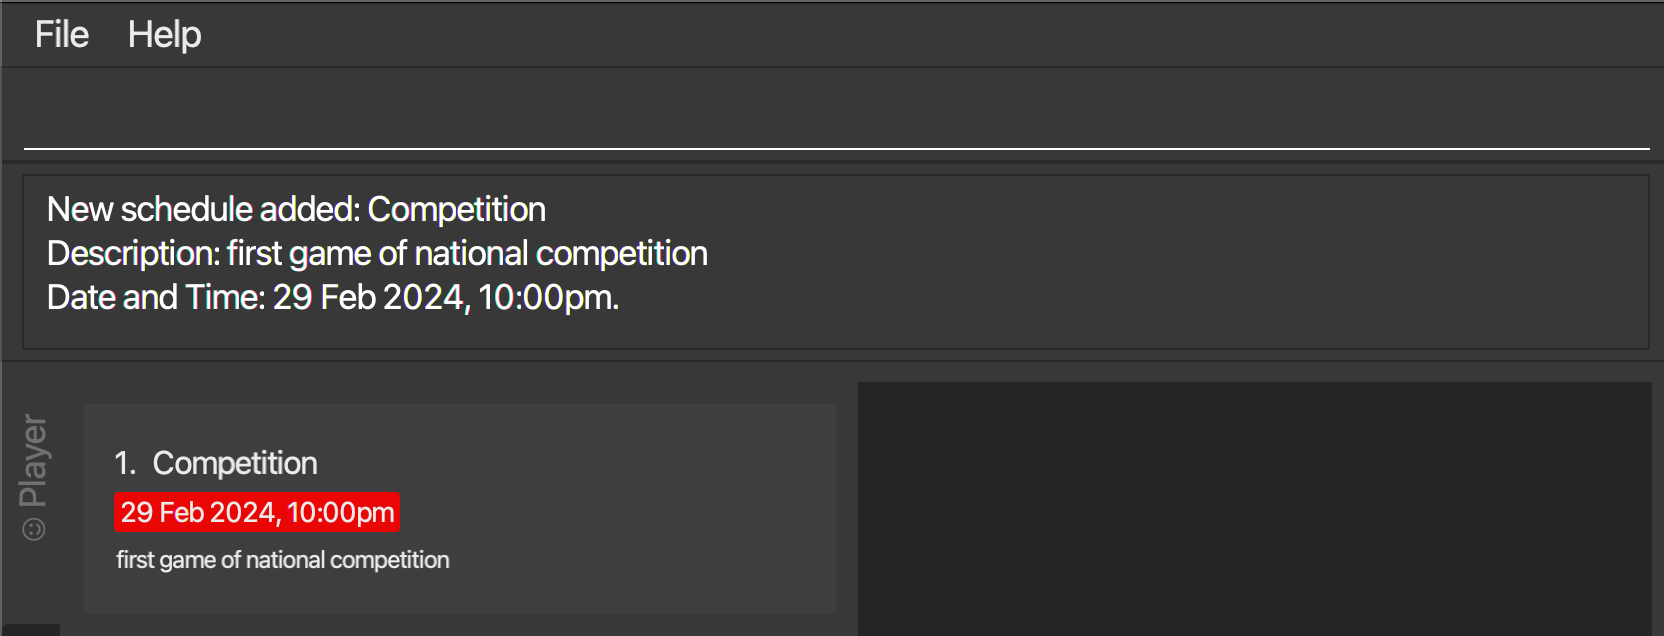 File Help
New schedule added: Competition
Description: first game of national competition
Date and Time: 29 Feb 2024, 10:00pm.
Player
1. Competition
29 Feb 2024, 10:00pm
first game of national competition